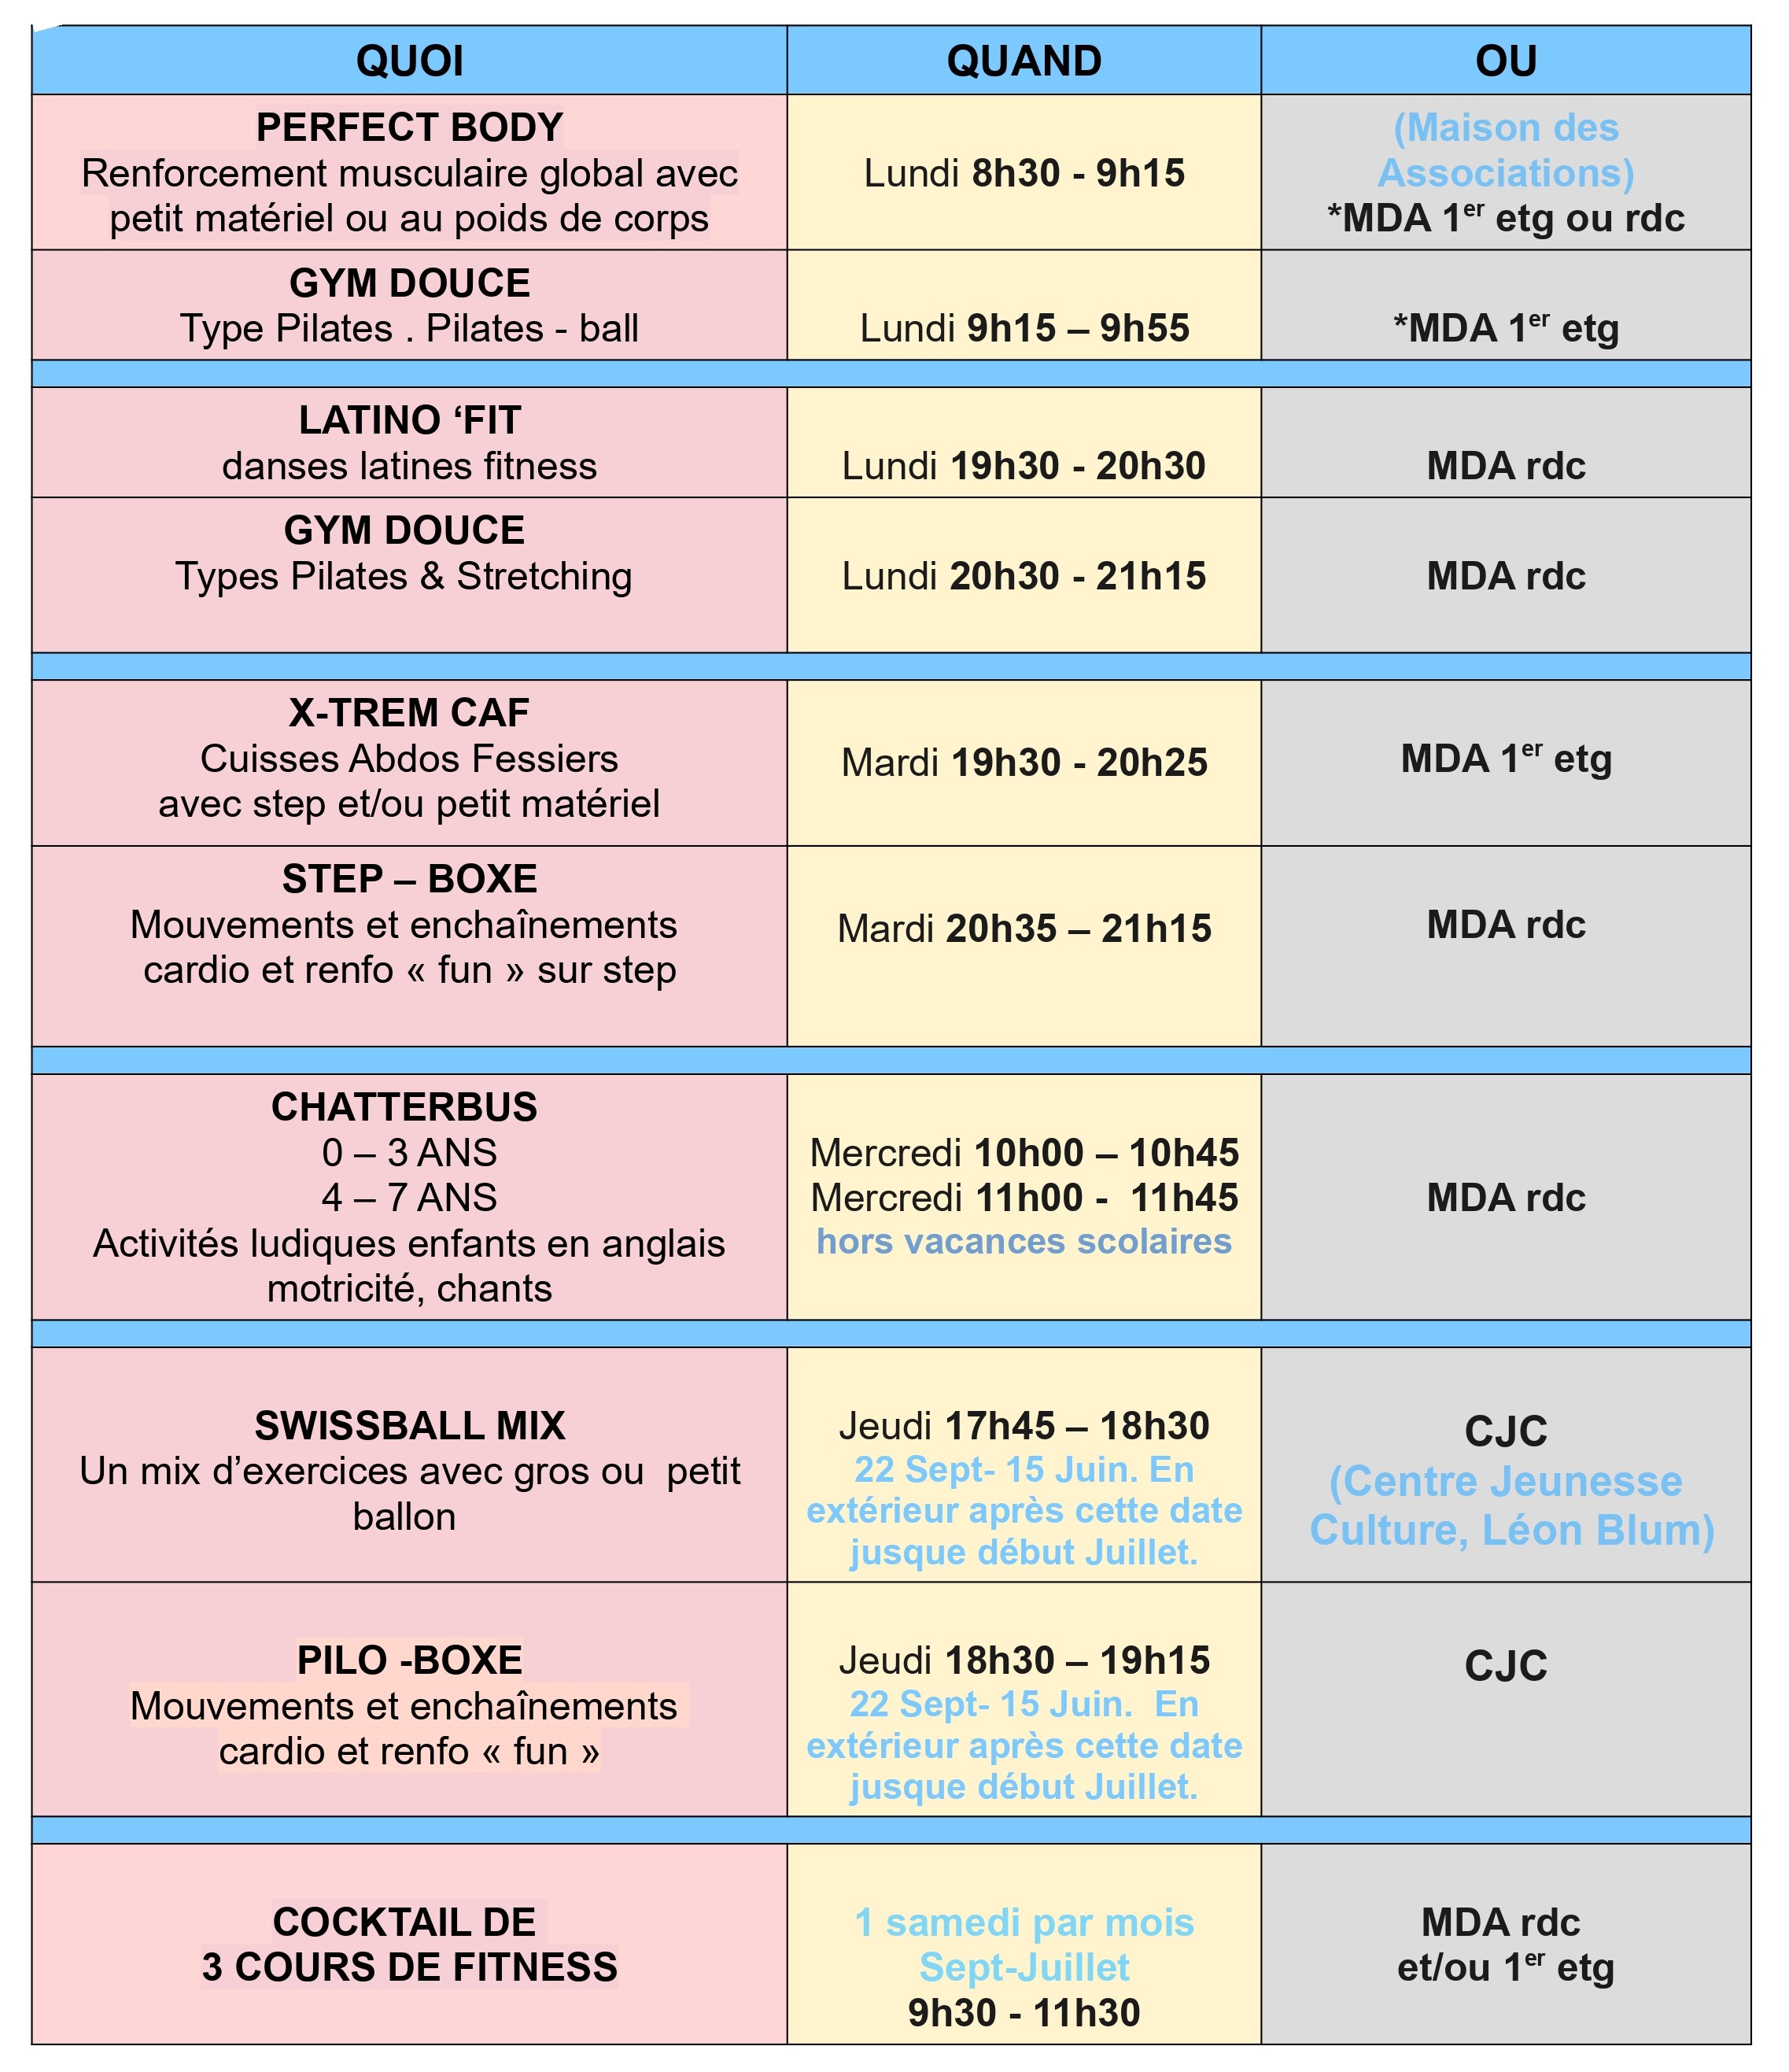 QUOI QUAND OU
PERFECT BODY
Renforcement musculaire global avec
petit matériel ou au poids de corps
Lundi 8h30 - 9h15
(Maison des
Associations)
*MDA 1er etg ou rdc
GYM DOUCE
Type Pilates . Pilates - ball
Lundi 9h15 – 9h55
*MDA 1er etg
LATINO ‘FIT
danses latines fitness
Lundi 19h30 - 20h30
MDA rdc
GYM DOUCE
Types Pilates & Stretching
Lundi 20h30 - 21h15
MDA rdc
X-TREM CAF
Cuisses Abdos Fessiers
avec step et/ou petit matériel
Mardi 19h30 - 20h25
MDA 1er etg
STEP – BOXE
Mouvements et enchaînements
cardio et renfo « fun » sur step
Mardi 20h35 – 21h15
MDA rdc
CHATTERBUS
0 – 3 ANS
4 – 7 ANS
Activités ludiques enfants en anglais
motricité, chants
Mercredi 10h00 – 10h45
Mercredi 11h00 - 11h45
hors vacances scolaires
MDA rdc
SWISSBALL MIX
Un mix d’exercices avec gros ou petit
ballon
Jeudi 17h45 – 18h30
22 Sept- 15 Juin. En
extérieur après cette date
jusque début Juillet.
CJC
(Centre Jeunesse
Culture, Léon Blum)
PILO -BOXE
Mouvements et enchaînements
cardio et renfo « fun »
Jeudi 18h30 – 19h15
22 Sept- 15 Juin. En
extérieur après cette date
jusque début Juillet.
CJC
COCKTAIL DE
3 COURS DE FITNESS
1 samedi par mois
Sept-Juillet
9h30 - 11h30
MDA rdc
et/ou 1er etg